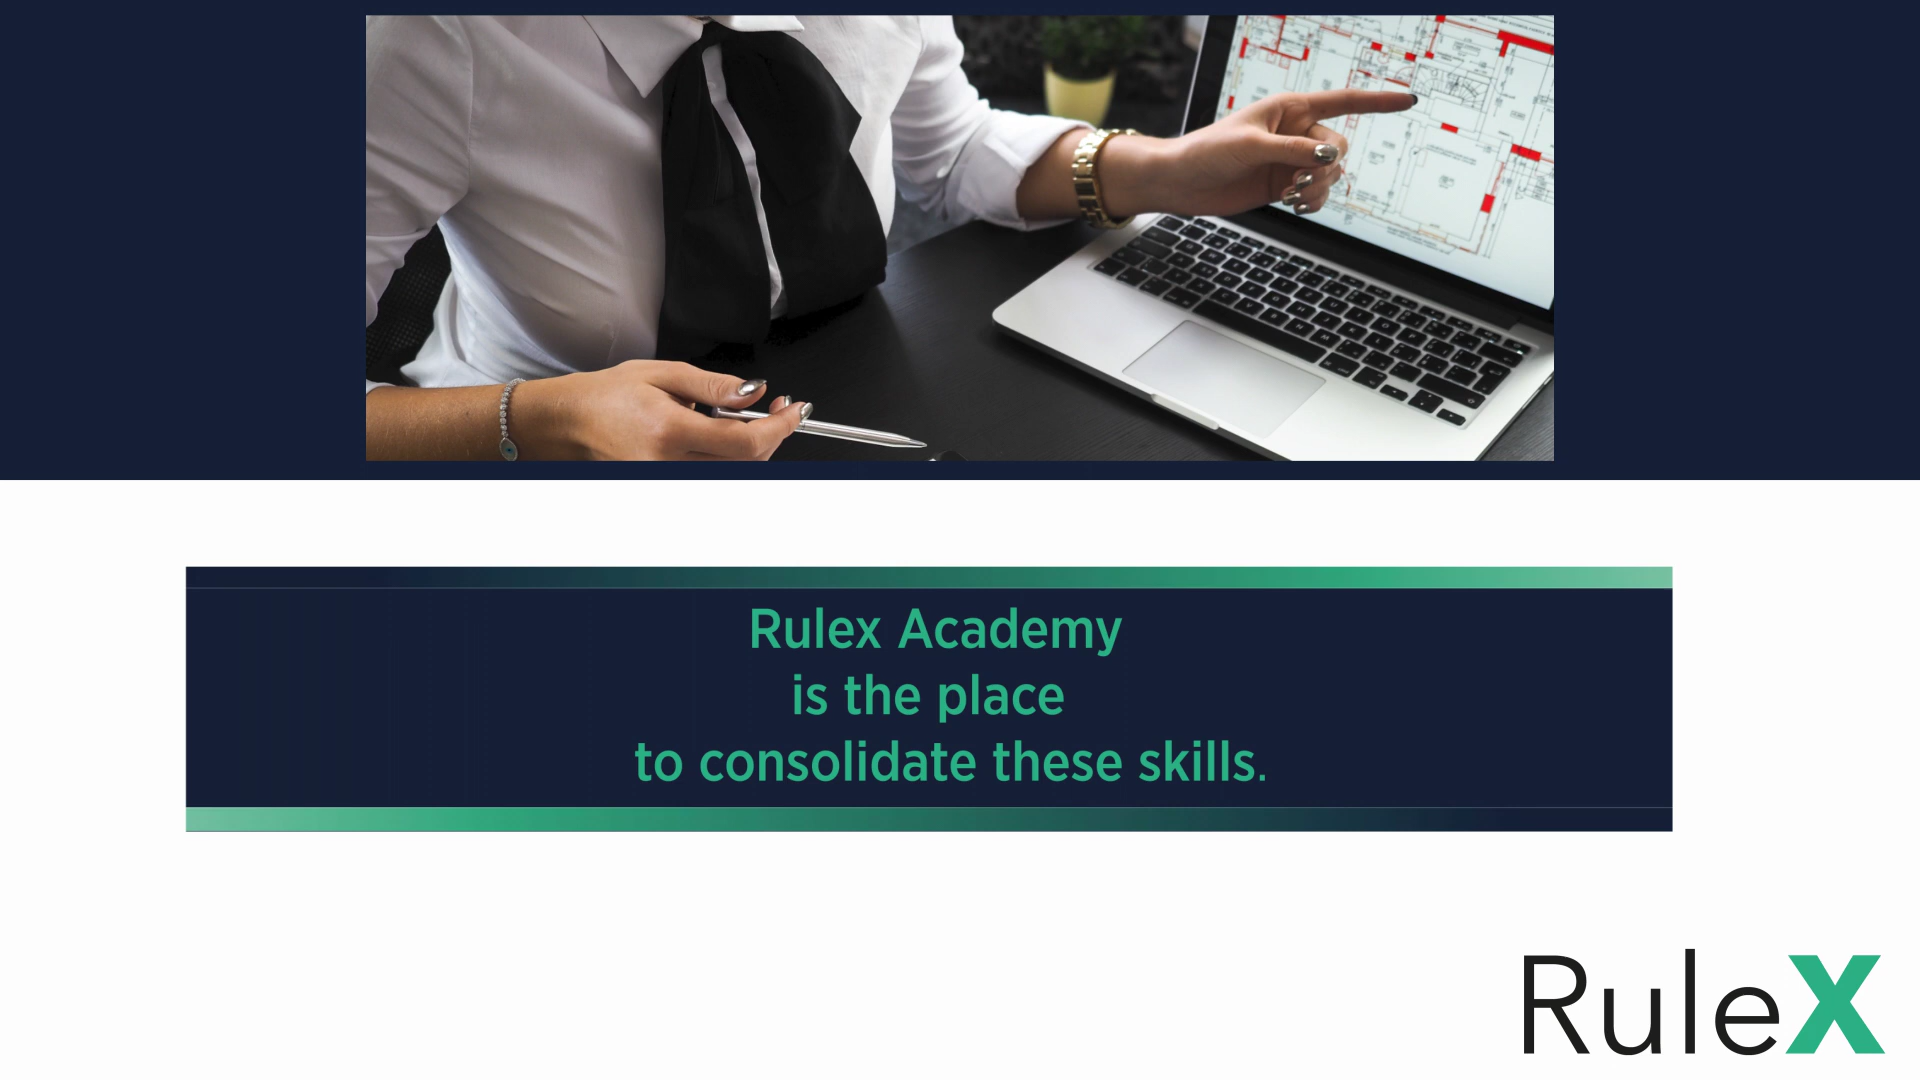 Rulex Academy
is the place
to consolidate these skills.
RuleX